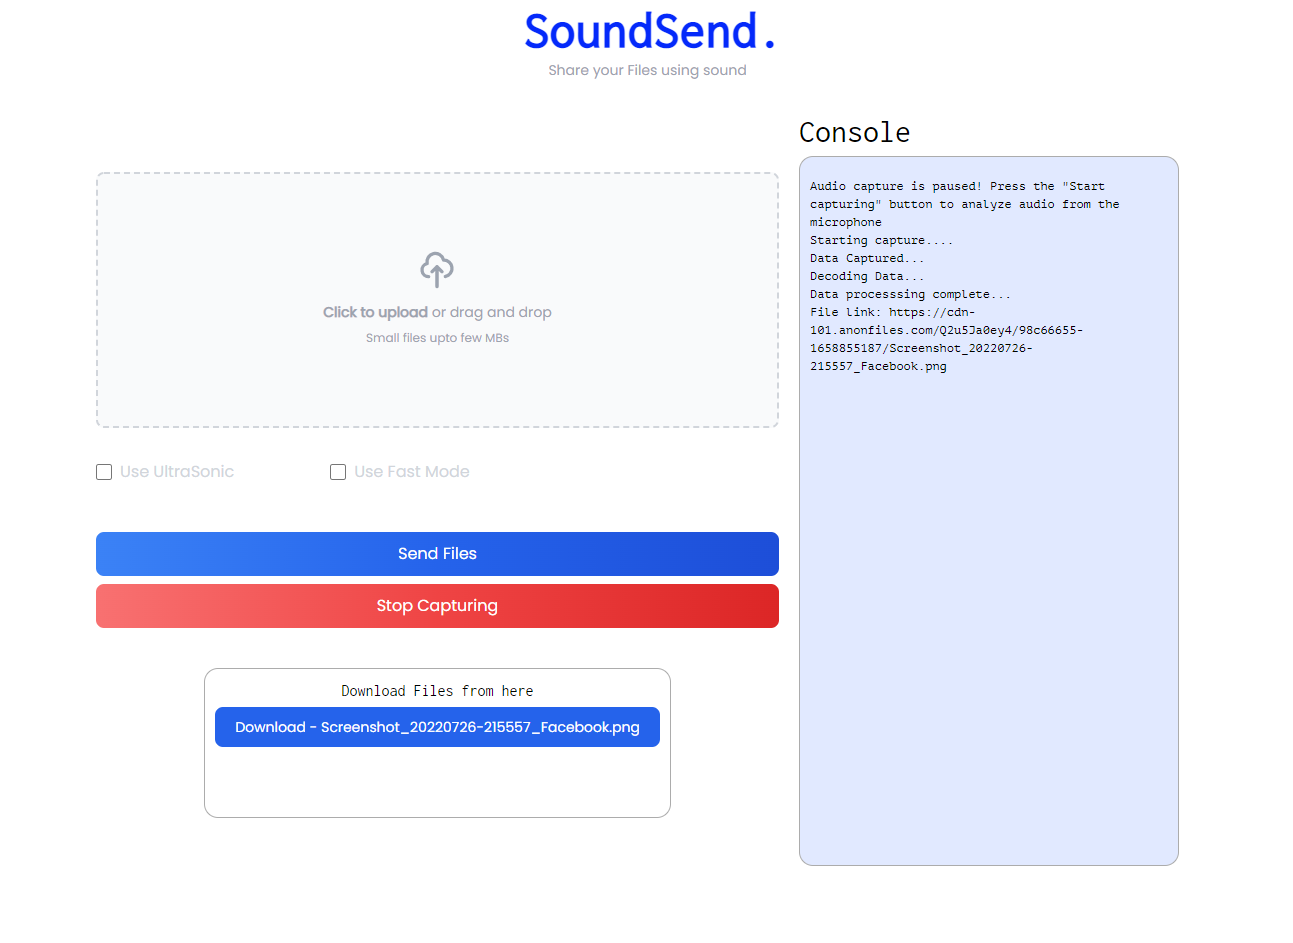 SoundSend.
Share your Files using sound
Click to upload or drag and drop
Small files upto few MBs
Use UltraSonic
Use Fast Mode
Send Files
Stop Capturing
Download Files from here
Download - Screenshot_20220726-215557_Facebook.png
Console
Audio capture is paused! Press the "Start
capturing" button to analyze audio from the
microphone
Starting capture....
Data Captured...
Decoding Data...
Data processsing complete...
File link: https://cdn-
101.anonfiles.com/Q2u5Ja0ey4/98c66655-
1658855187/Screenshot_20220726-
215557_Facebook.png